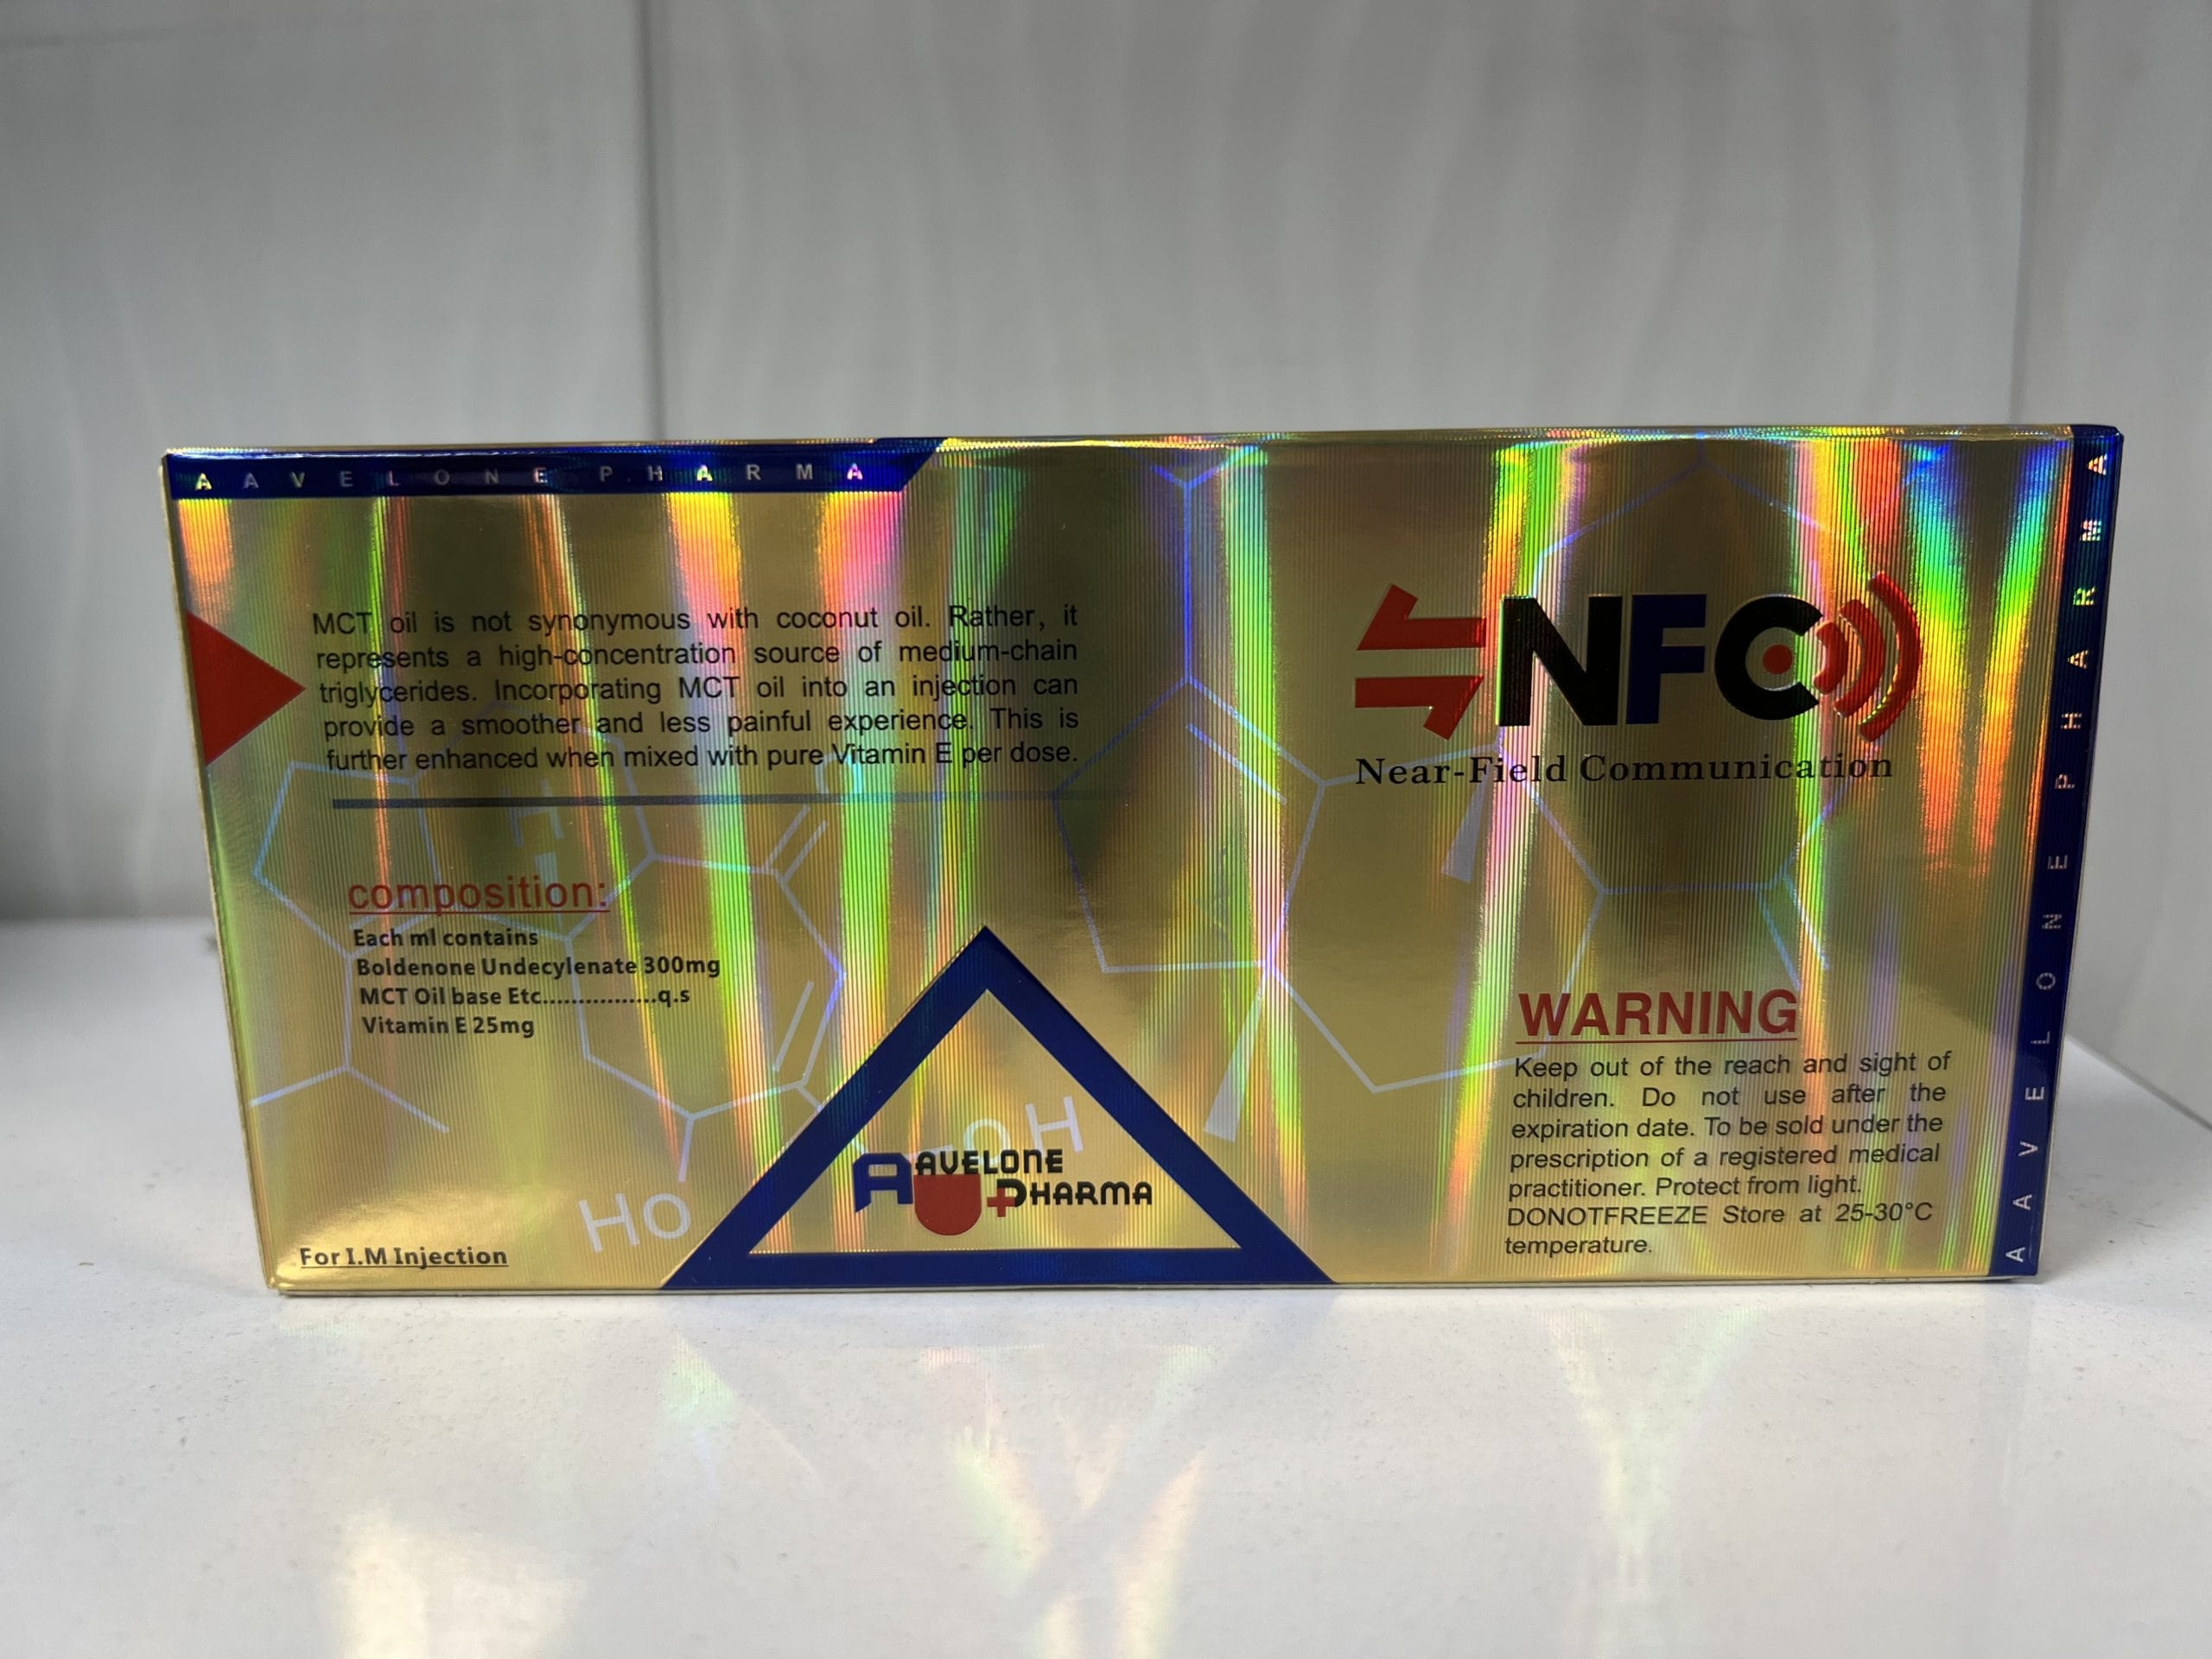 AAVELONE PHARMA
MCT oil is not synonymous with coconut oil. Rather, it
represents a high-concentration source of medium-chain
triglycerides. Incorporating MCT oil into an injection can
provide a smoother and less painful experience. This is
further enhanced when mixed with pure Vitamin E per dose.
composition:
Each ml contains
Boldenone Undecylenate 300mg
MCT Oil base Etc................q.s
Vitamin E 25mg
For I.M Injection
H
Ho
OH
AAVELONE
PHARMA
NFC
Near-Field Communication
WARNING
Keep out of the reach and sight of
children. Do not use after the
expiration date. To be sold under the
prescription of a registered medical
practitioner. Protect from light.
DONOTFREEZE Store at 25-30°C
temperature.
AAVELONE PHARMA